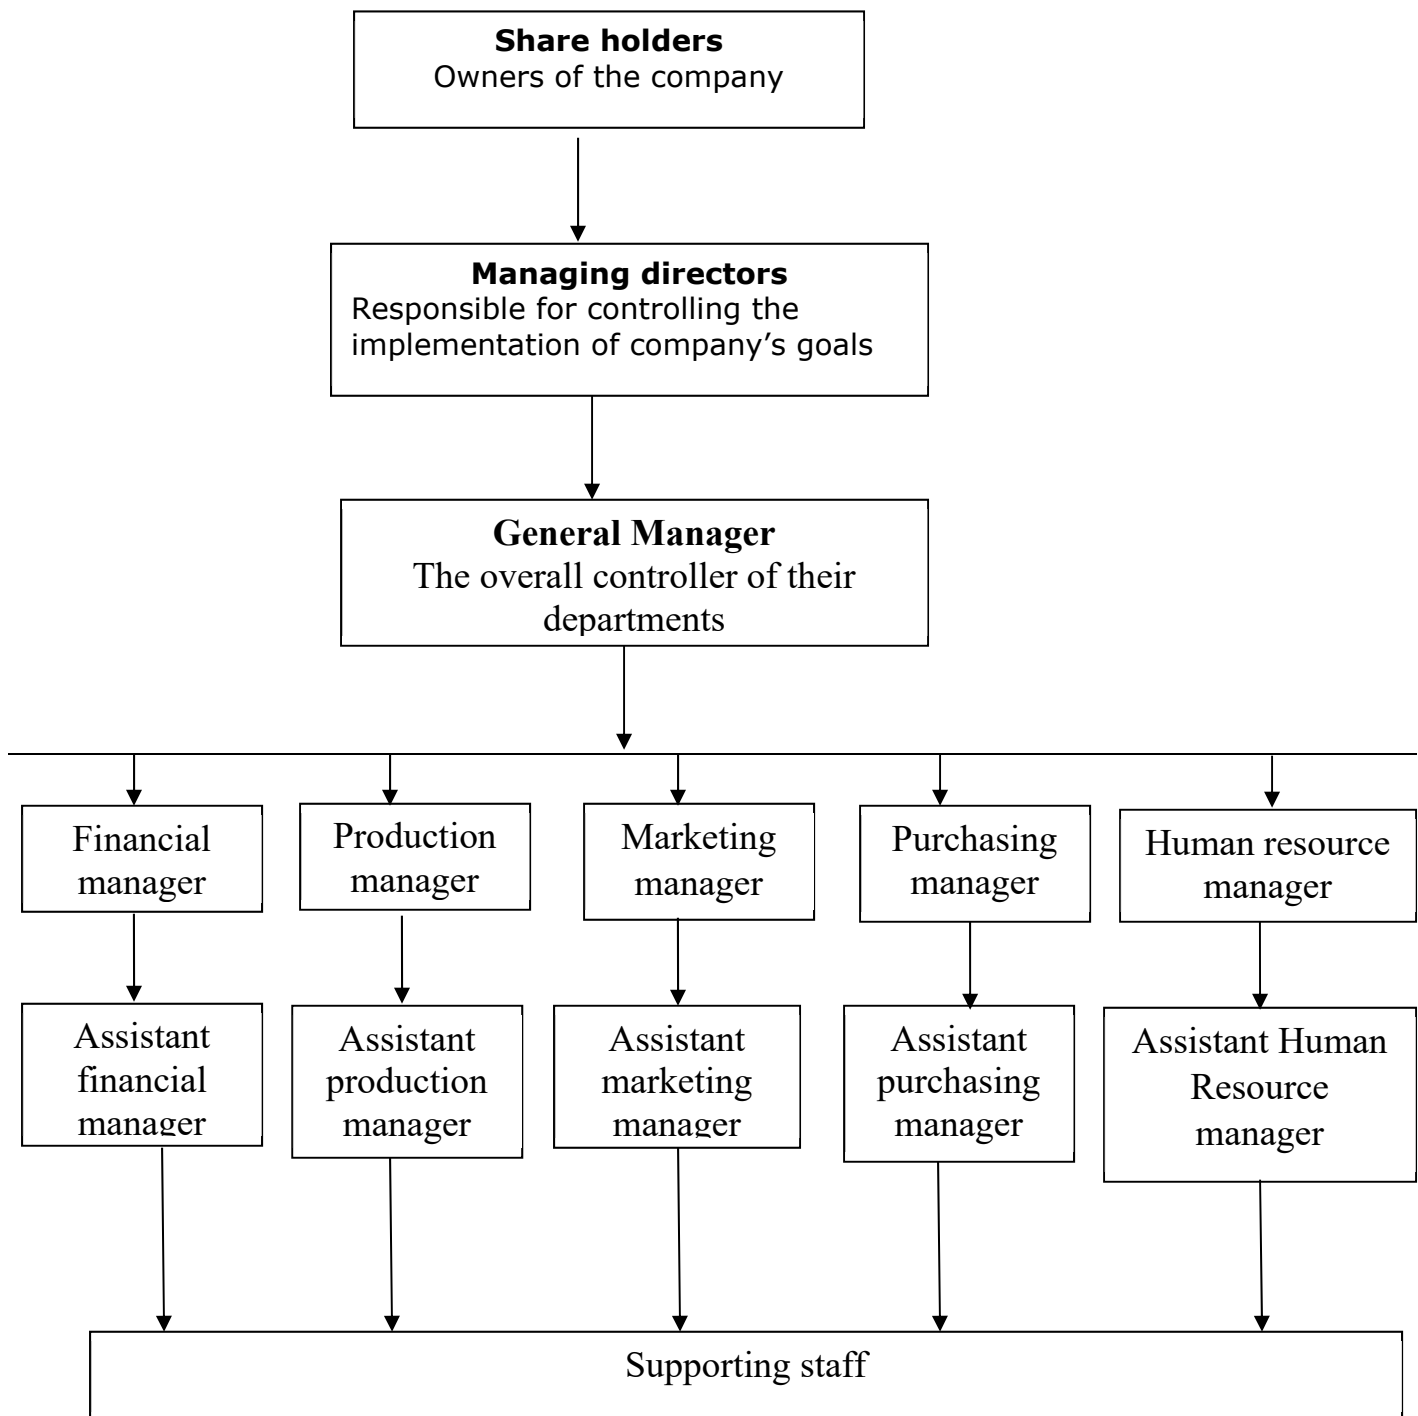 Share holders
Owners of the company
Managing directors
Responsible for controlling the
implementation of company’s goals
General Manager
The overall controller of their
departments
Financial
manager
Production
manager
Marketing
manager
Purchasing
manager
Human resource
manager
Assistant
financial
manager
Assistant
production
manager
Assistant
marketing
manager
Assistant
purchasing
manager
Assistant Human
Resource
manager
Supporting staff